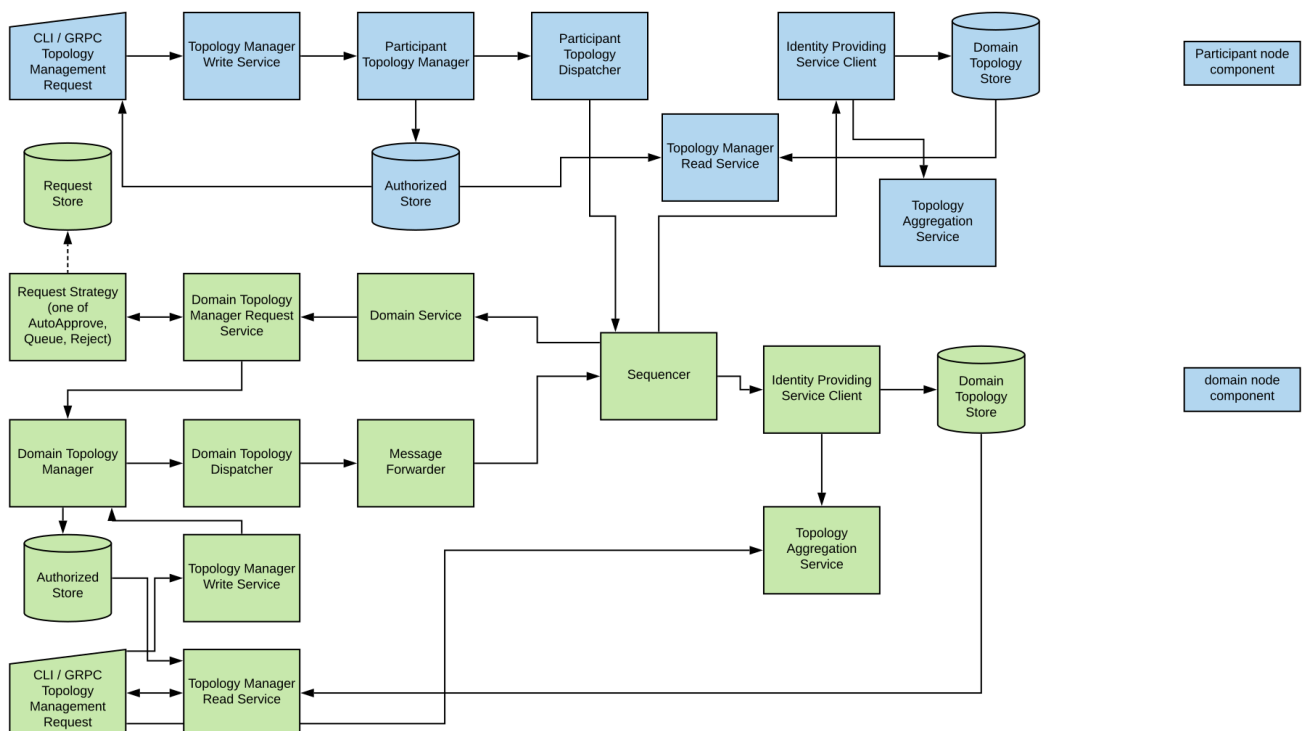 CLI / GRPC
Topology
Management
Request
Topology Manager
Write Service
Participant
Topology Manager
Participant
Topology
Dispatcher
Identity Providing
Service Client
Domain
Topology
Store
Participant node
component
Request
Store
Authorized
Store
Topology Manager
Read Service
Topology
Aggregation
Service
Request Strategy
(one of
AutoApprove,
Queue, Reject)
Domain Topology
Manager Request
Service
Domain Service
Sequencer
Identity Providing
Service Client
Domain
Topology
Store
domain node
component
Domain Topology
Manager
Domain Topology
Dispatcher
Message
Forwarder
Authorized
Store
Topology Manager
Write Service
Topology
Aggregation
Service
CLI / GRPC
Topology
Management
Request
Topology Manager
Read Service